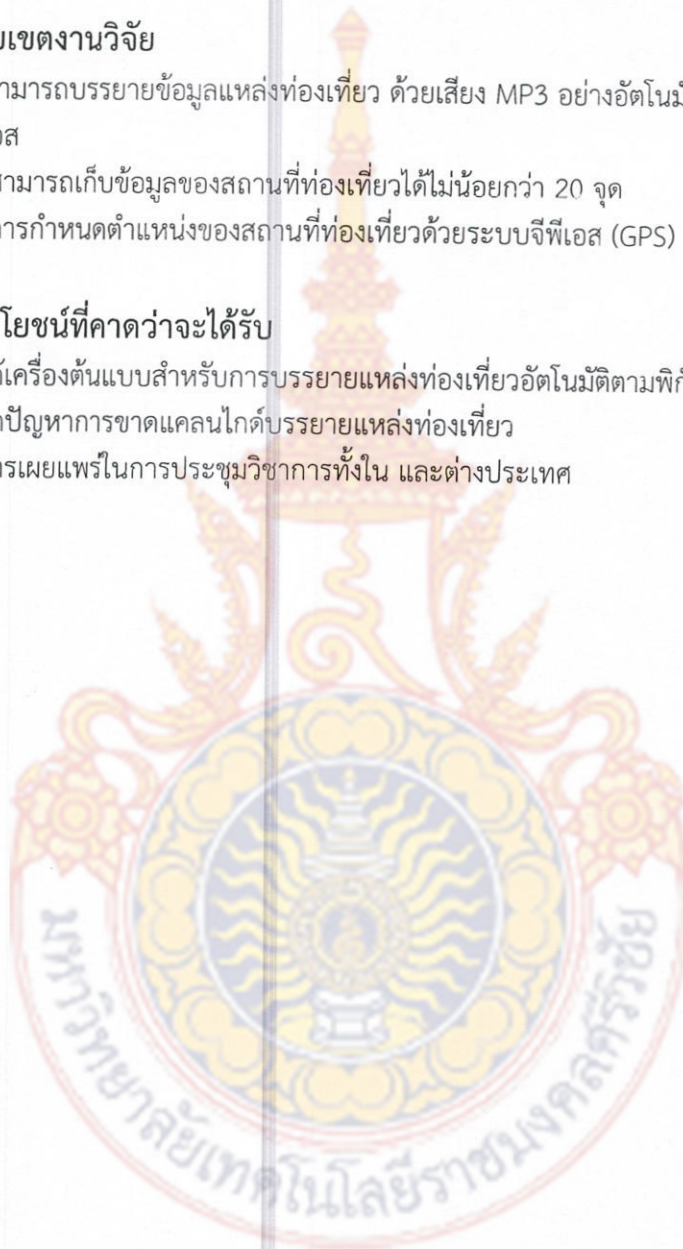 บเขตงานวิจัย
ามารถบรรยายข้อมูลแหล่งท่องเที่ยว ด้วยเสียง MP3 อย่างอัตโนมั
อส
สามารถเก็บข้อมูลของสถานที่ท่องเที่ยวได้ไม่น้อยกว่า 20 จุด
การกำหนดตำแหน่งของสถานที่ท่องเที่ยวด้วยระบบจีพีเอส (GPS)
โยชน์ที่คาดว่าจะได้รับ
ด้เครื่องต้นแบบสำหรับการบรรยายแหล่งท่องเที่ยวอัตโนมัติตามพิกั
ปัญหาการขาดแคลนไกด์บรรยายแหล่งท่องเที่ยว
ารเผยแพร่ในการประชุมวิชาการทั้งใน และต่างประเทศ
มหาวิทยาลัยเทคโนโลยีราชมงคลศรีวิชัย